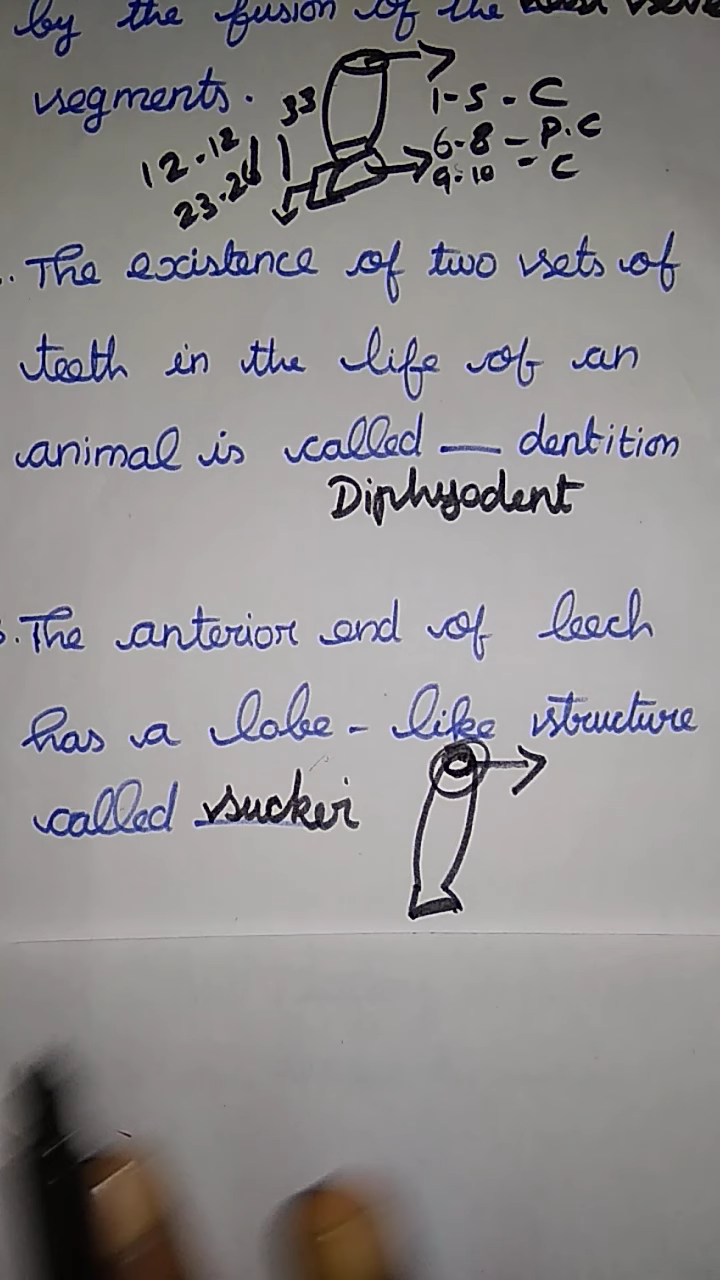 by the fusion of the
segments. 33 1-5 - C
12-12 6-8 - P.C
23-26 9-10 - C
. The existence of two sets of
teeth in the life of an
animal is called __ dentition
Diphyodent
. The anterior end of leech
has a lobe-like structure
called sucker